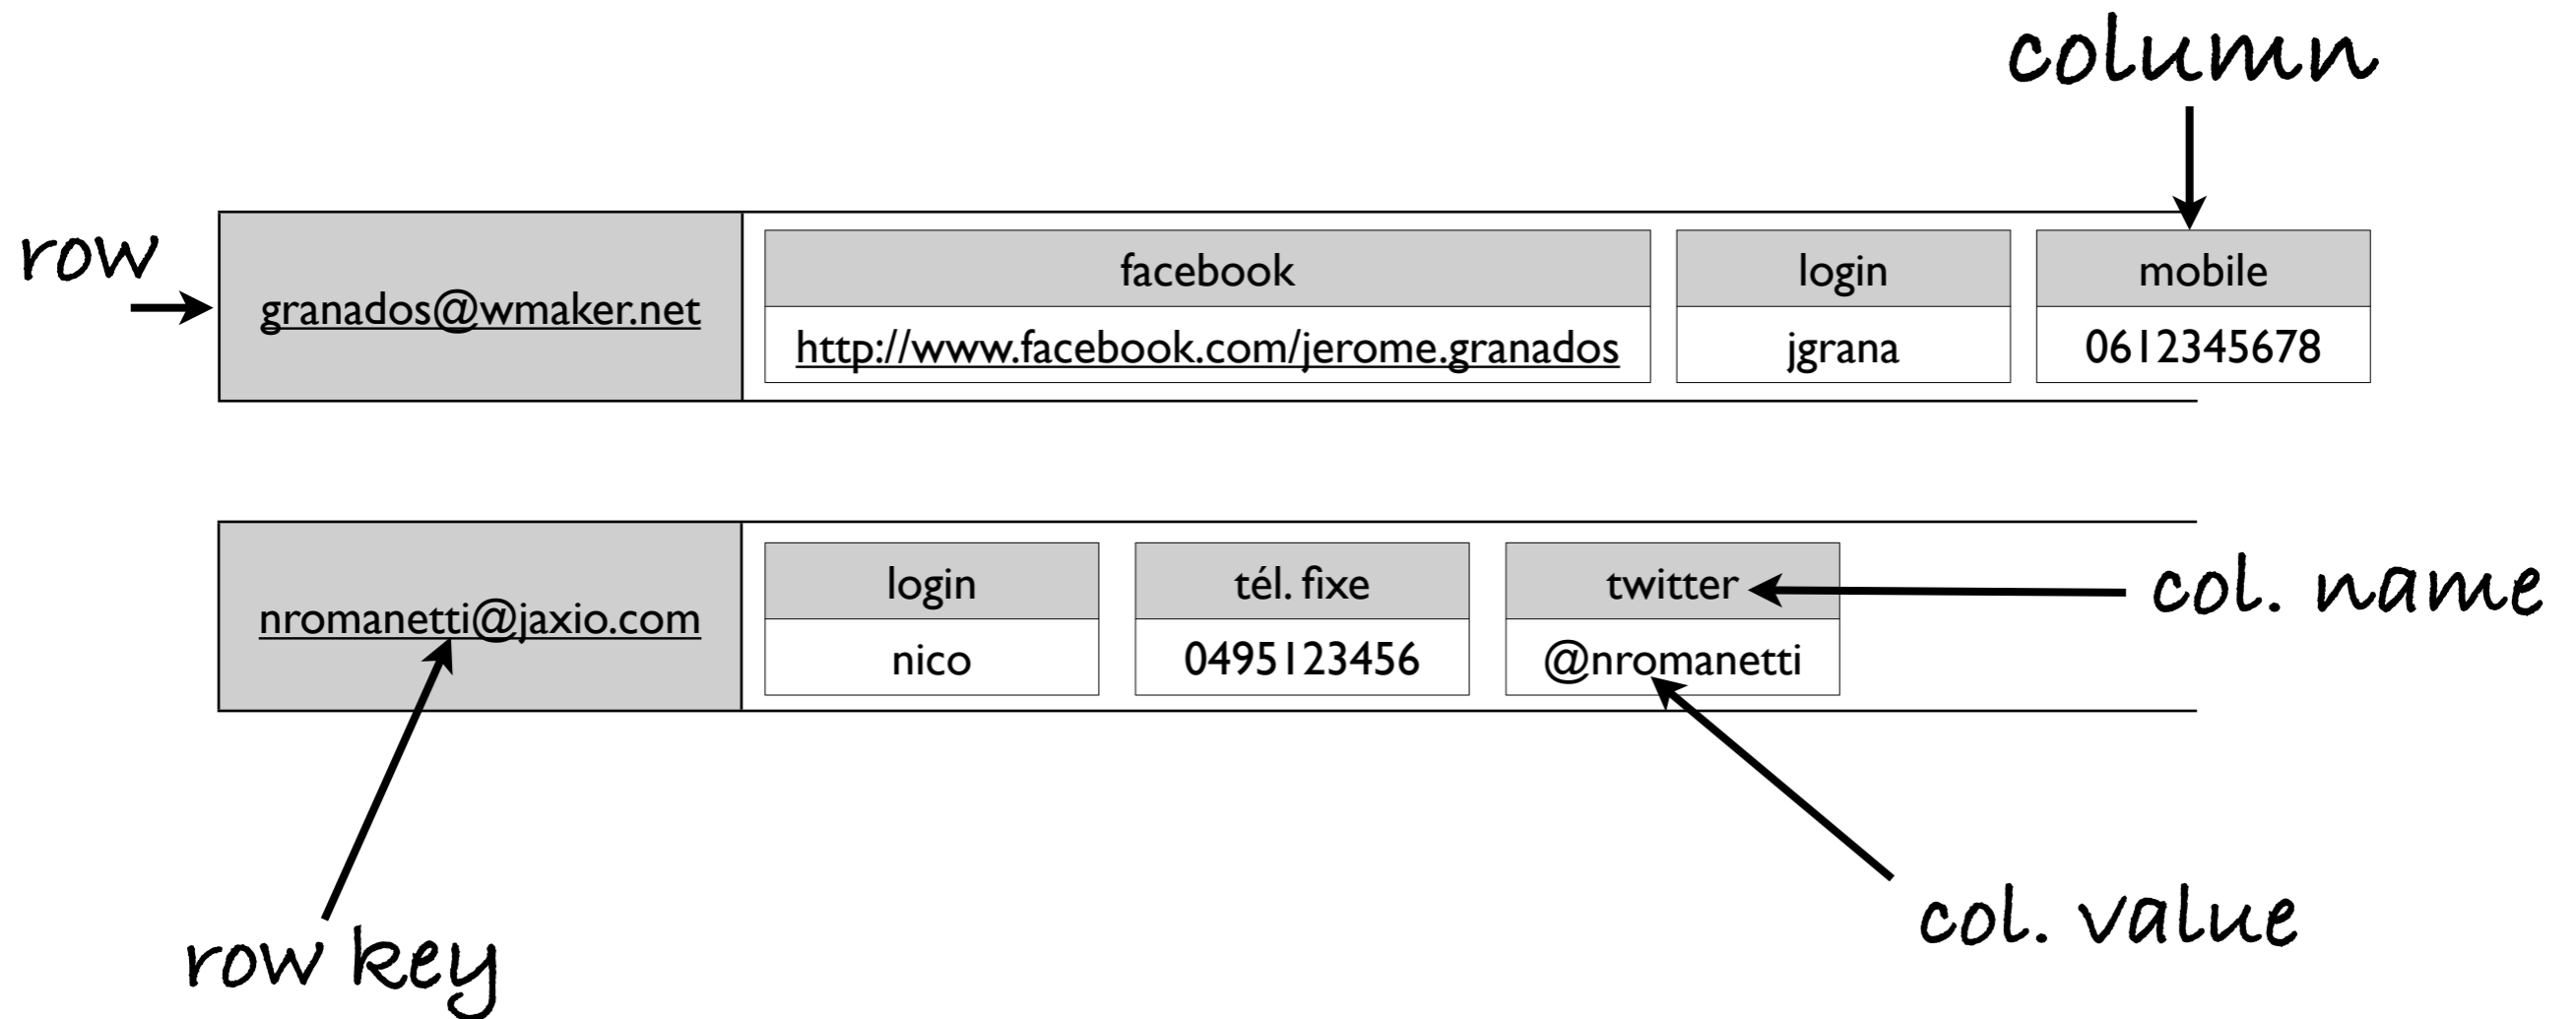 column
row
granados@wmaker.net
facebook
login
mobile
http://www.facebook.com/jerome.granados
jgrana
0612345678
nromanetti@jaxio.com
login
tél. fixe
twitter
col. name
nico
0495123456
@nromanetti
col. value
row key